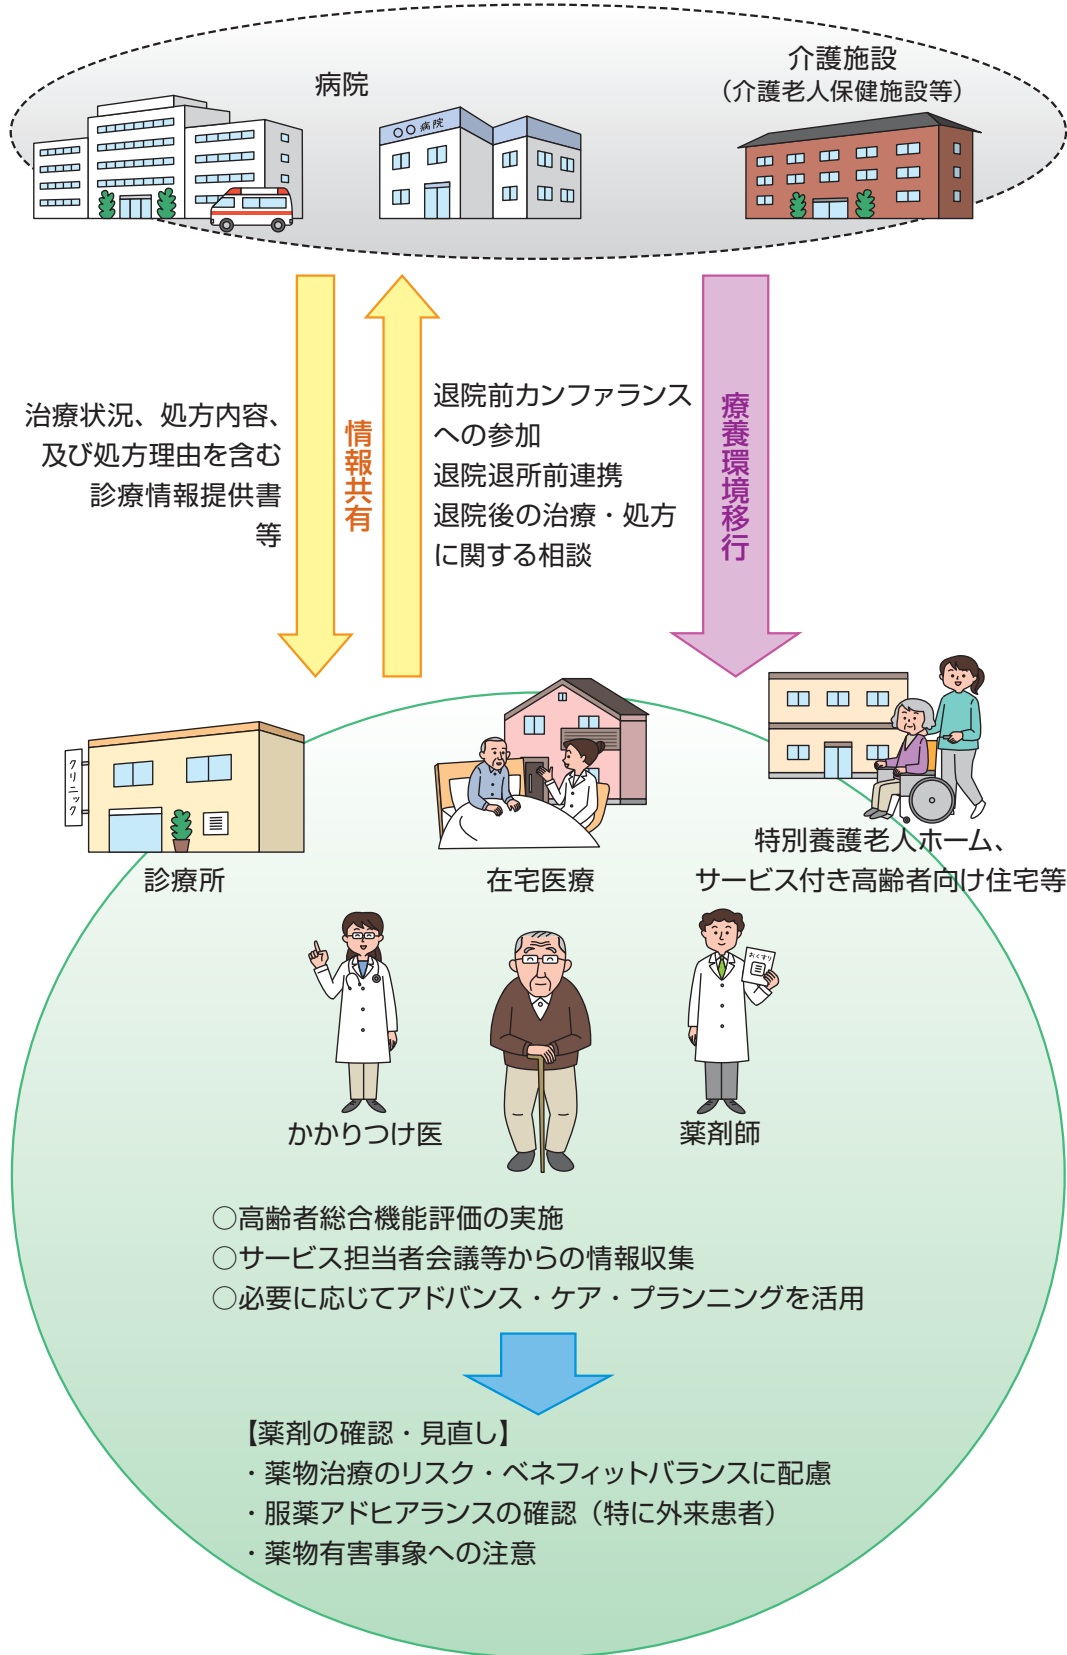 病院
介護施設
（介護老人保健施設等）
〇〇病院
治療状況、処方内容、
及び処方理由を含む
診療情報提供書
等
情報共有
退院前カンファランス
への参加
退院退所前連携
退院後の治療・処方
に関する相談
療養環境移行
クリニック
診療所
在宅医療
特別養護老人ホーム、
サービス付き高齢者向け住宅等
おくすり
かかりつけ医
薬剤師
○高齢者総合機能評価の実施
○サービス担当者会議等からの情報収集
○必要に応じてアドバンス・ケア・プランニングを活用
【薬剤の確認・見直し】
・薬物治療のリスク・ベネフィットバランスに配慮
・服薬アドヒアランスの確認（特に外来患者）
・薬物有害事象への注意